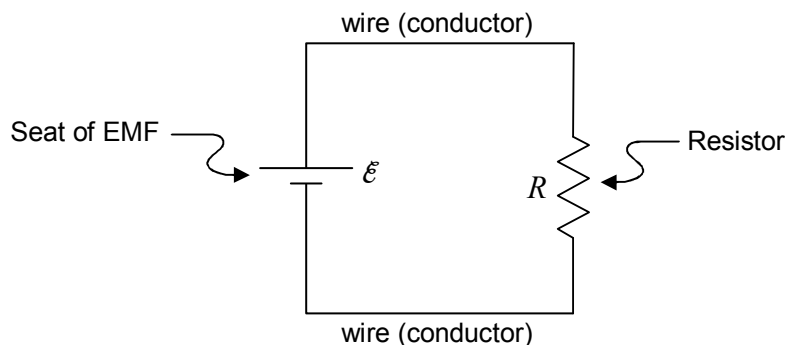 wire (conductor)
Seat of EMF
Resistor
ℰ
R
wire (conductor)